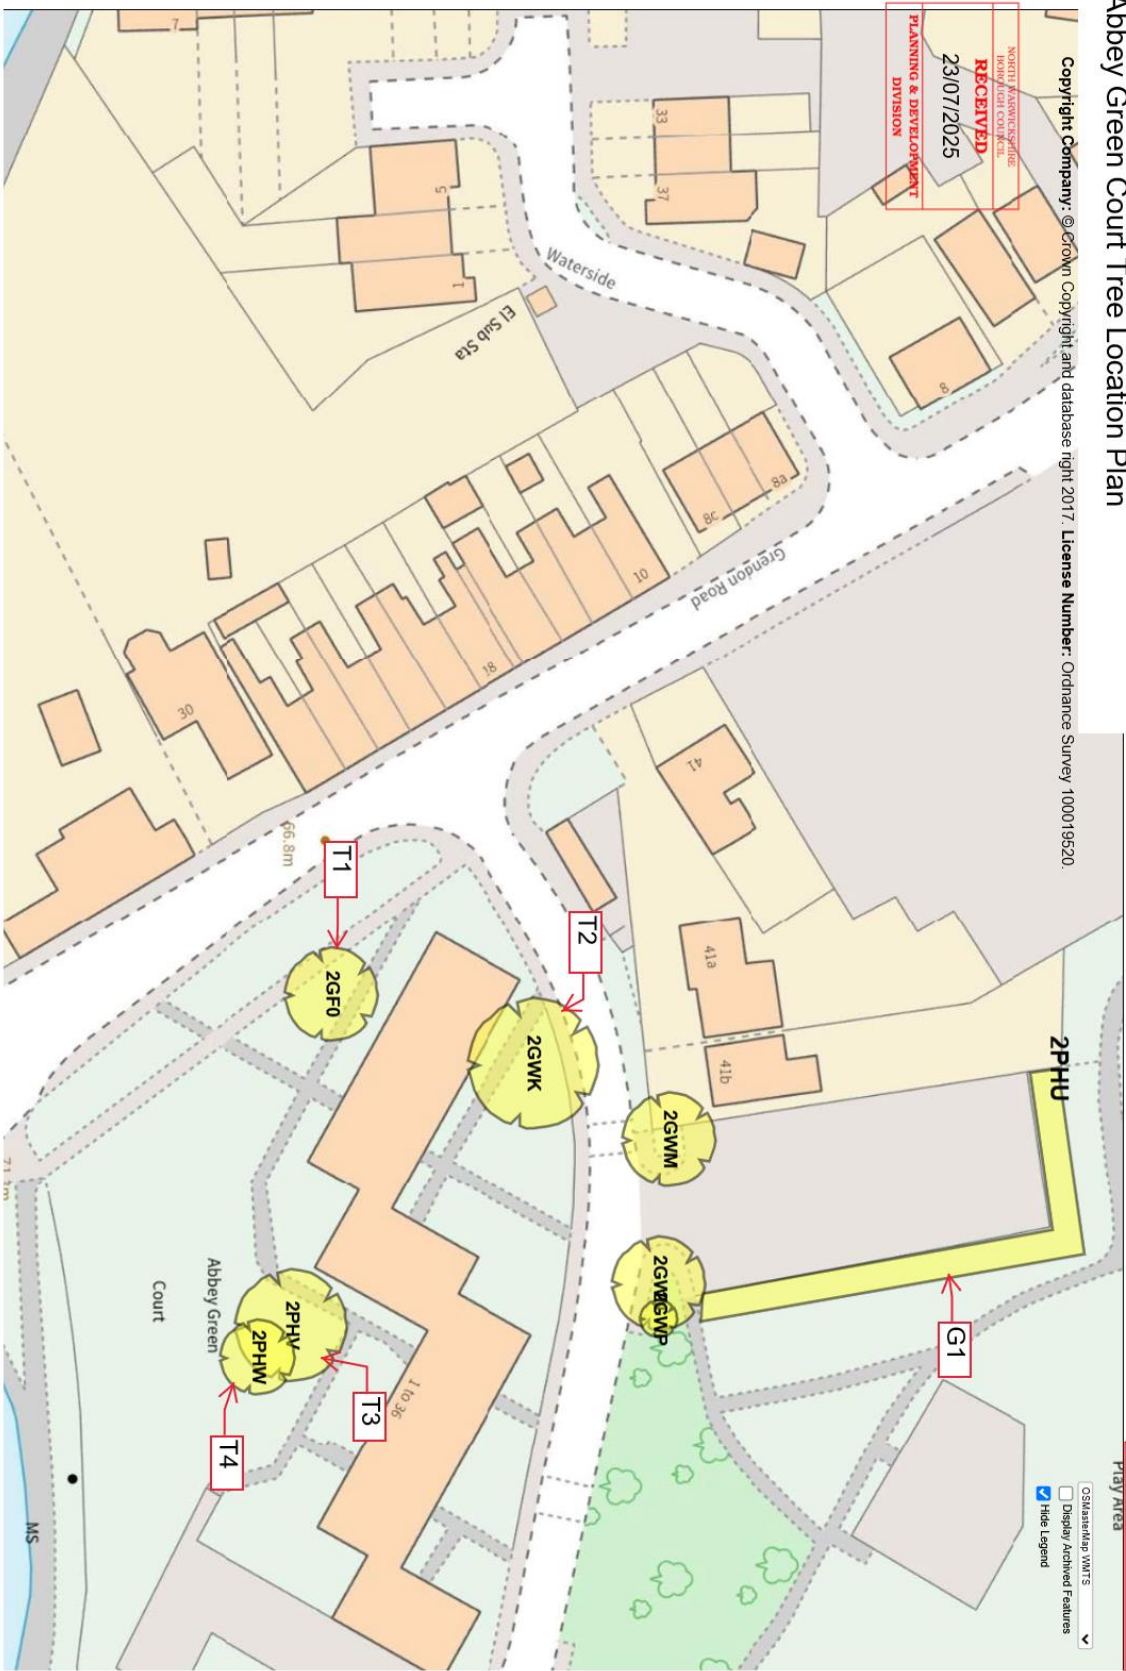 Abbey Green Court Tree Location Plan
Copyright Company: © Crown Copyright and database right 2017. License Number: Ordnance Survey 100019520.
NORTH WARWICKSHIRE
BOROUGH COUNCIL
RECEIVED
23/07/2025
PLANNING & DEVELOPMENT
DIVISION
OSMasterMap WMTS
Display Archived Features
Hide Legend
Play Area
7
33
37
5
1
Waterside
El Sub Sta
8
8a
8c
10
Grendon Road
18
30
41
41a
41b
66.8m
71.1m
T1
2GF0
T2
2GWK
2GWM
2GWP
2PHU
G1
2PHV
2PHW
T3
T4
1 to 36
Abbey Green
Court
MS